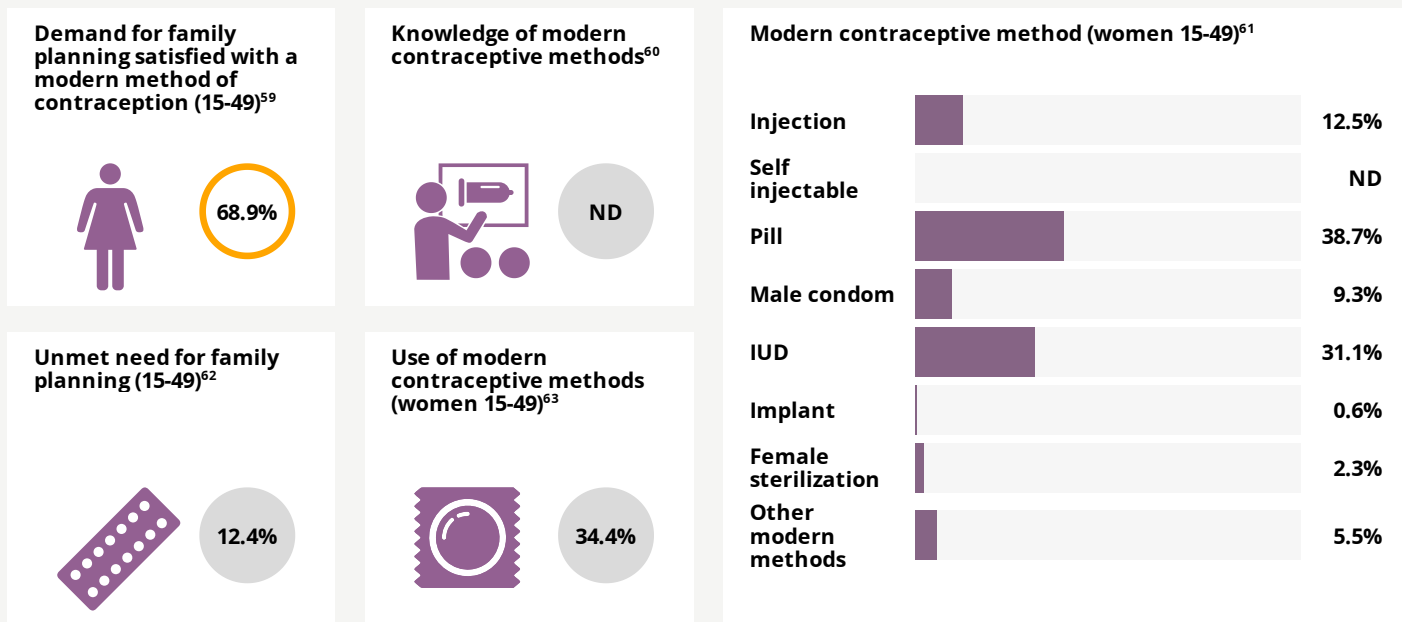 Demand for family
planning satisfied with a
modern method of
contraception (15-49)⁵⁹
68.9%
Knowledge of modern
contraceptive methods⁶⁰
ND
Unmet need for family
planning (15-49)⁶²
12.4%
Use of modern
contraceptive methods
(women 15-49)⁶³
34.4%
Modern contraceptive method (women 15-49)⁶¹
Injection 12.5%
Self
injectable ND
Pill 38.7%
Male condom 9.3%
IUD 31.1%
Implant 0.6%
Female
sterilization 2.3%
Other
modern
methods 5.5%